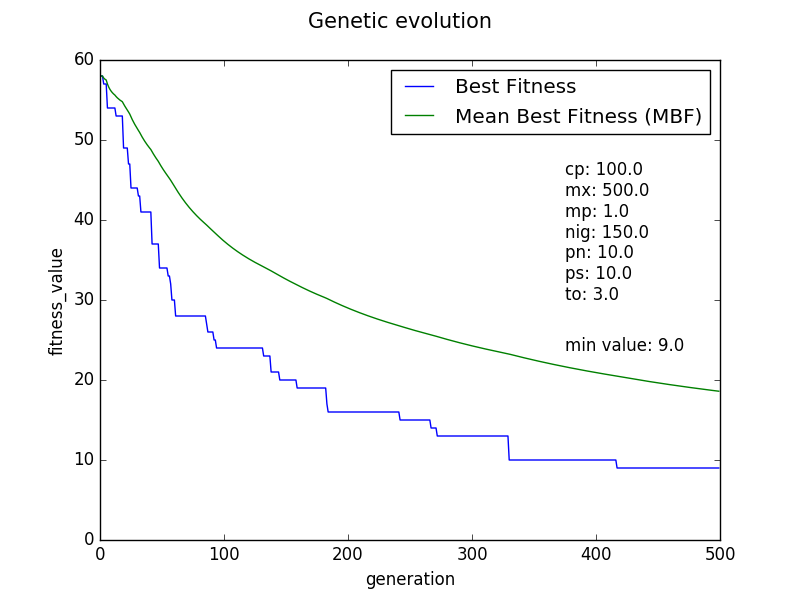 Genetic evolution
60
50
40
30
20
10
0
fitness_value
Best Fitness
Mean Best Fitness (MBF)
cp: 100.0
mx: 500.0
mp: 1.0
nig: 150.0
pn: 10.0
ps: 10.0
to: 3.0
min value: 9.0
0 100 200 300 400 500
generation